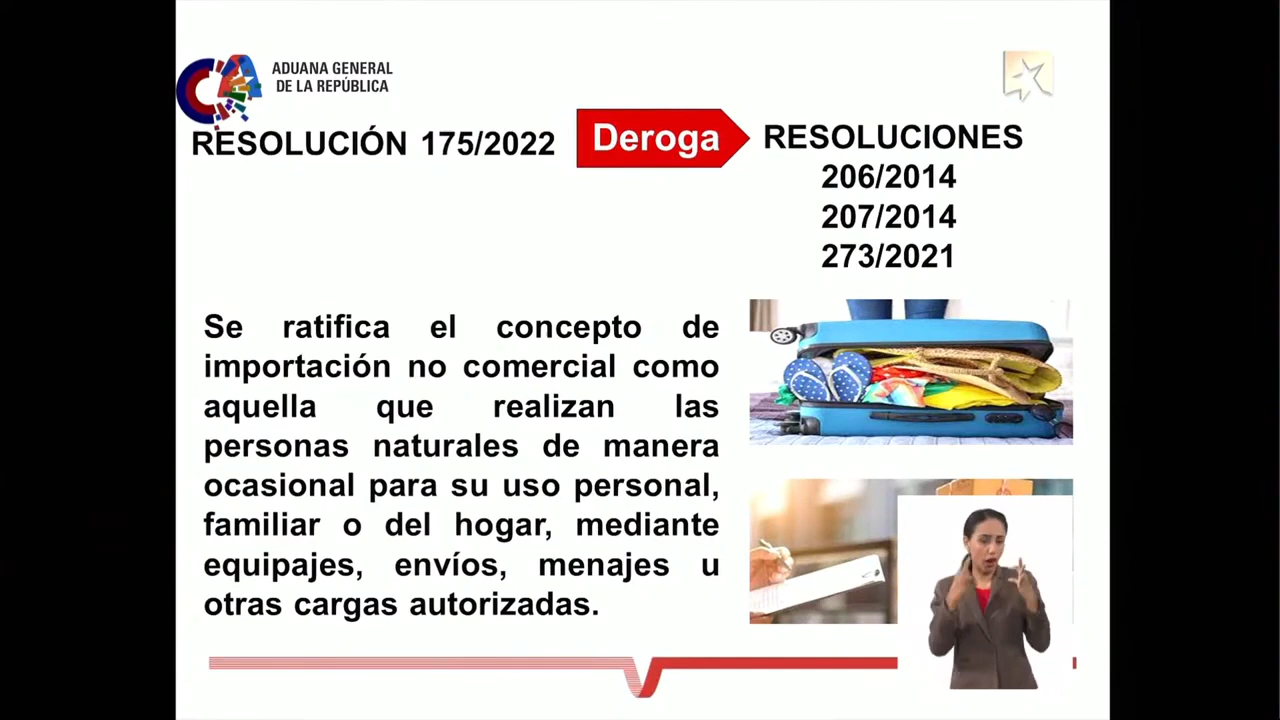 ADUANA GENERAL
DE LA REPÚBLICA
RESOLUCIÓN 175/2022
Deroga
RESOLUCIONES
206/2014
207/2014
273/2021
Se ratifica el concepto de
importación no comercial como
aquella que realizan las
personas naturales de manera
ocasional para su uso personal,
familiar o del hogar, mediante
equipajes, envíos, menajes u
otras cargas autorizadas.